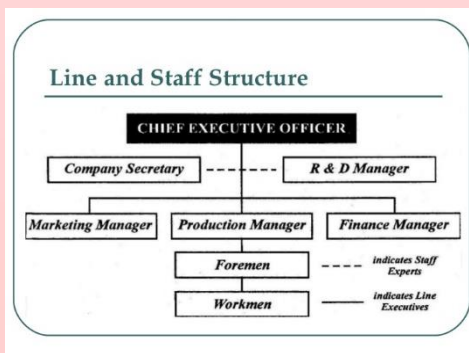 Line and Staff Structure
CHIEF EXECUTIVE OFFICER
Company Secretary
R & D Manager
Marketing Manager
Production Manager
Finance Manager
Foremen
indicates Staff
Experts
Workmen
indicates Line
Executives